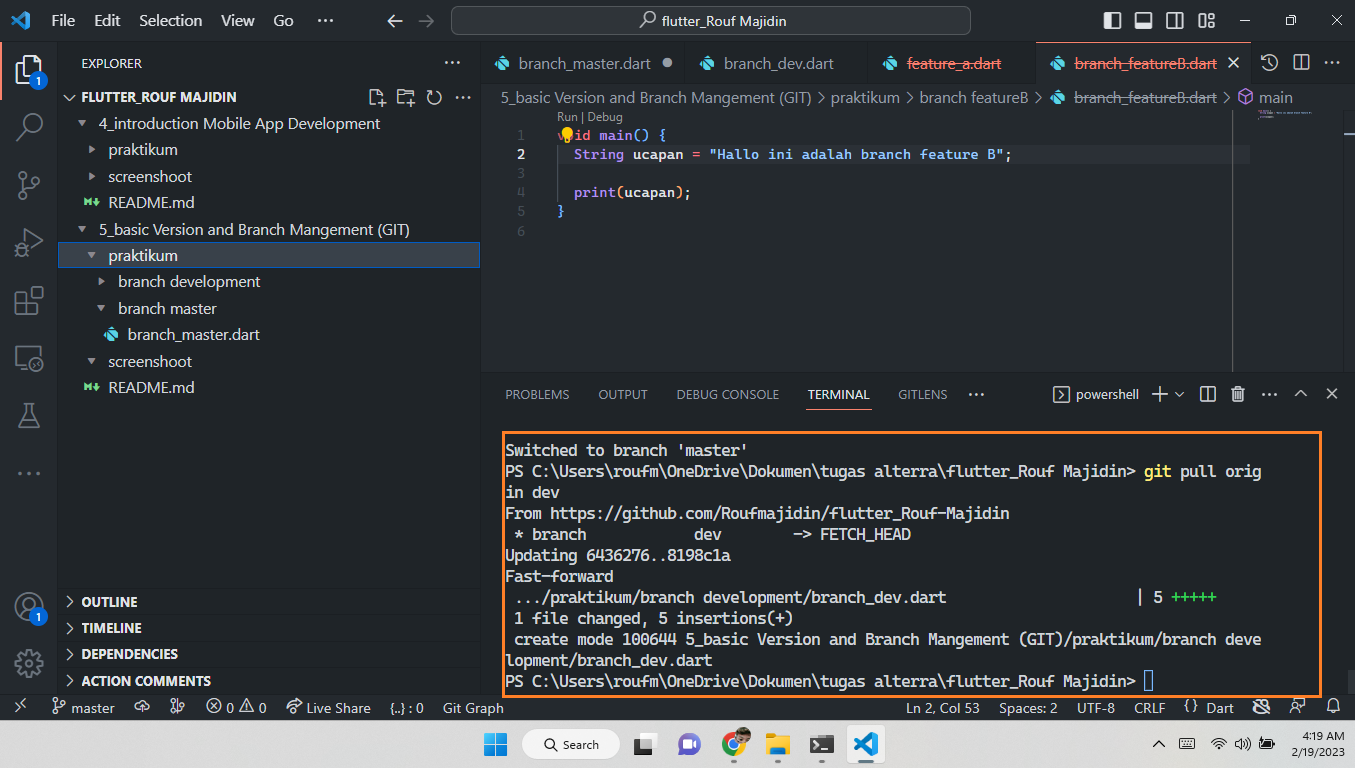 File Edit Selection View Go ··· flutter_Rouf Majidin
EXPLORER
FLUTTER_ROUF MAJIDIN
4_introduction Mobile App Development
praktikum
screenshoot
README.md
5_basic Version and Branch Mangement (GIT)
praktikum
branch development
branch master
branch_master.dart
screenshoot
README.md
OUTLINE
TIMELINE
DEPENDENCIES
ACTION COMMENTS
1
1
branch_master.dart branch_dev.dart feature_a.dart branch_featureB.dart
5_basic Version and Branch Mangement (GIT) > praktikum > branch featureB > branch_featureB.dart > main
Run | Debug
1 void main() {
2 String ucapan = "Hallo ini adalah branch feature B";
3
4 print(ucapan);
5 }
6
PROBLEMS OUTPUT DEBUG CONSOLE TERMINAL GITLENS ··· powershell
Switched to branch 'master'
PS C:\Users\roufm\OneDrive\Dokumen\tugas alterra\flutter_Rouf Majidin> git pull orig
in dev
From https://github.com/Roufmajidin/flutter_Rouf-Majidin
* branch dev -> FETCH_HEAD
Updating 6436276..8198c1a
Fast-forward
.../praktikum/branch development/branch_dev.dart | 5 +++++
1 file changed, 5 insertions(+)
create mode 100644 5_basic Version and Branch Mangement (GIT)/praktikum/branch deve
lopment/branch_dev.dart
PS C:\Users\roufm\OneDrive\Dokumen\tugas alterra\flutter_Rouf Majidin>
master 0 0 Live Share {..} : 0 Git Graph Ln 2, Col 53 Spaces: 2 UTF-8 CRLF {} Dart
Search
4:19 AM
2/19/2023